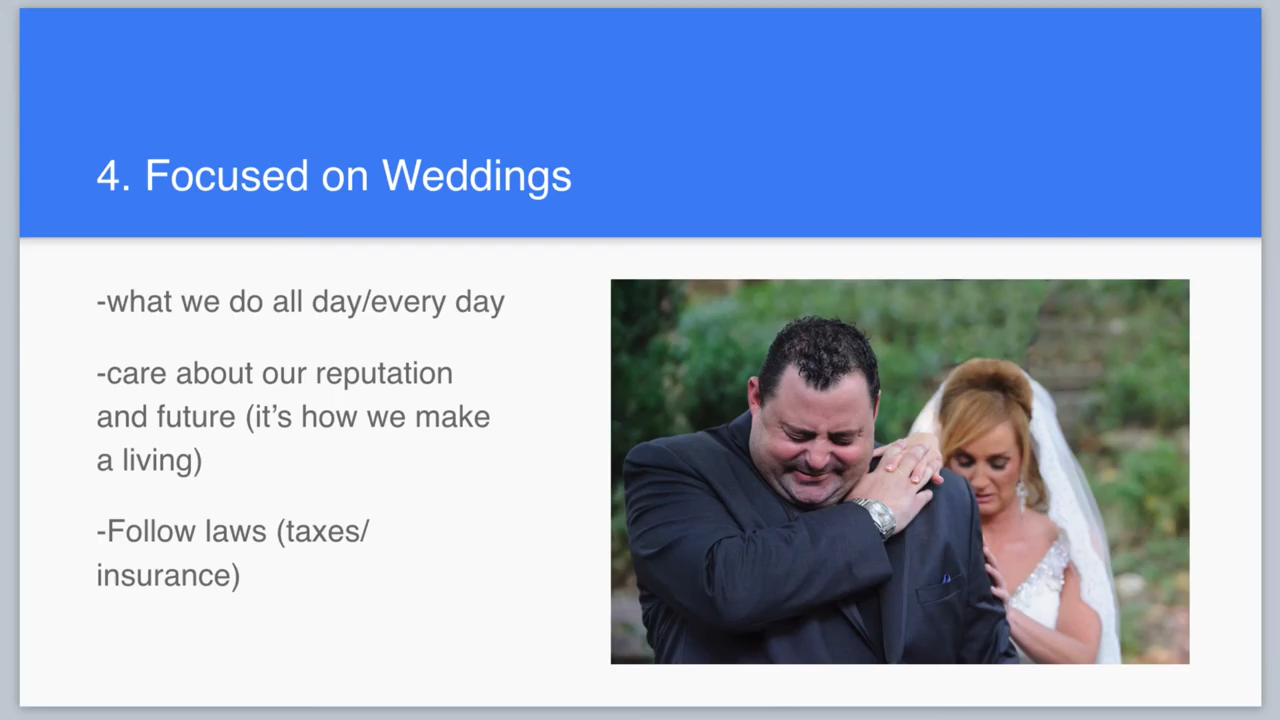 4. Focused on Weddings
-what we do all day/every day
-care about our reputation
and future (it’s how we make
a living)
-Follow laws (taxes/
insurance)